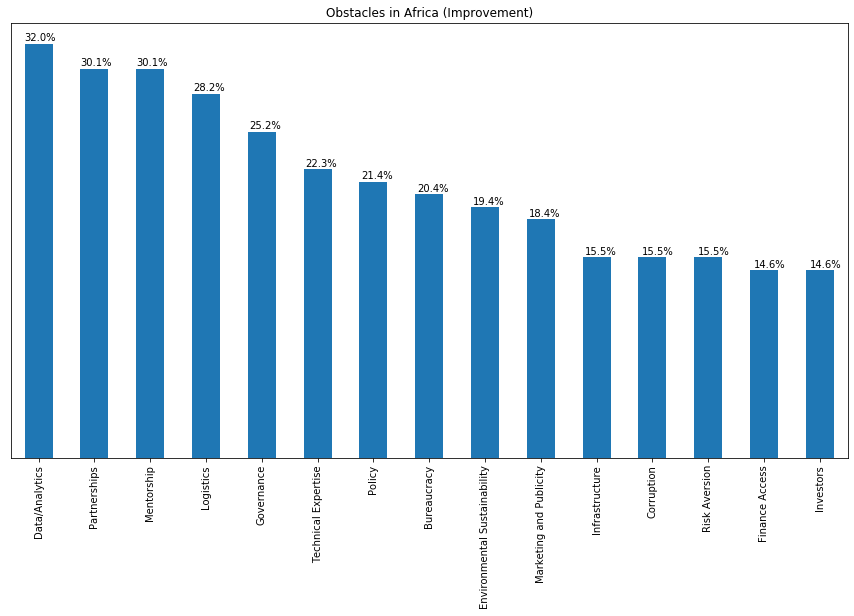 Obstacles in Africa (Improvement)
32.0%
30.1%
30.1%
28.2%
25.2%
22.3%
21.4%
20.4%
19.4%
18.4%
15.5%
15.5%
15.5%
14.6%
14.6%
Data/Analytics
Partnerships
Mentorship
Logistics
Governance
Technical Expertise
Policy
Bureaucracy
Environmental Sustainability
Marketing and Publicity
Infrastructure
Corruption
Risk Aversion
Finance Access
Investors